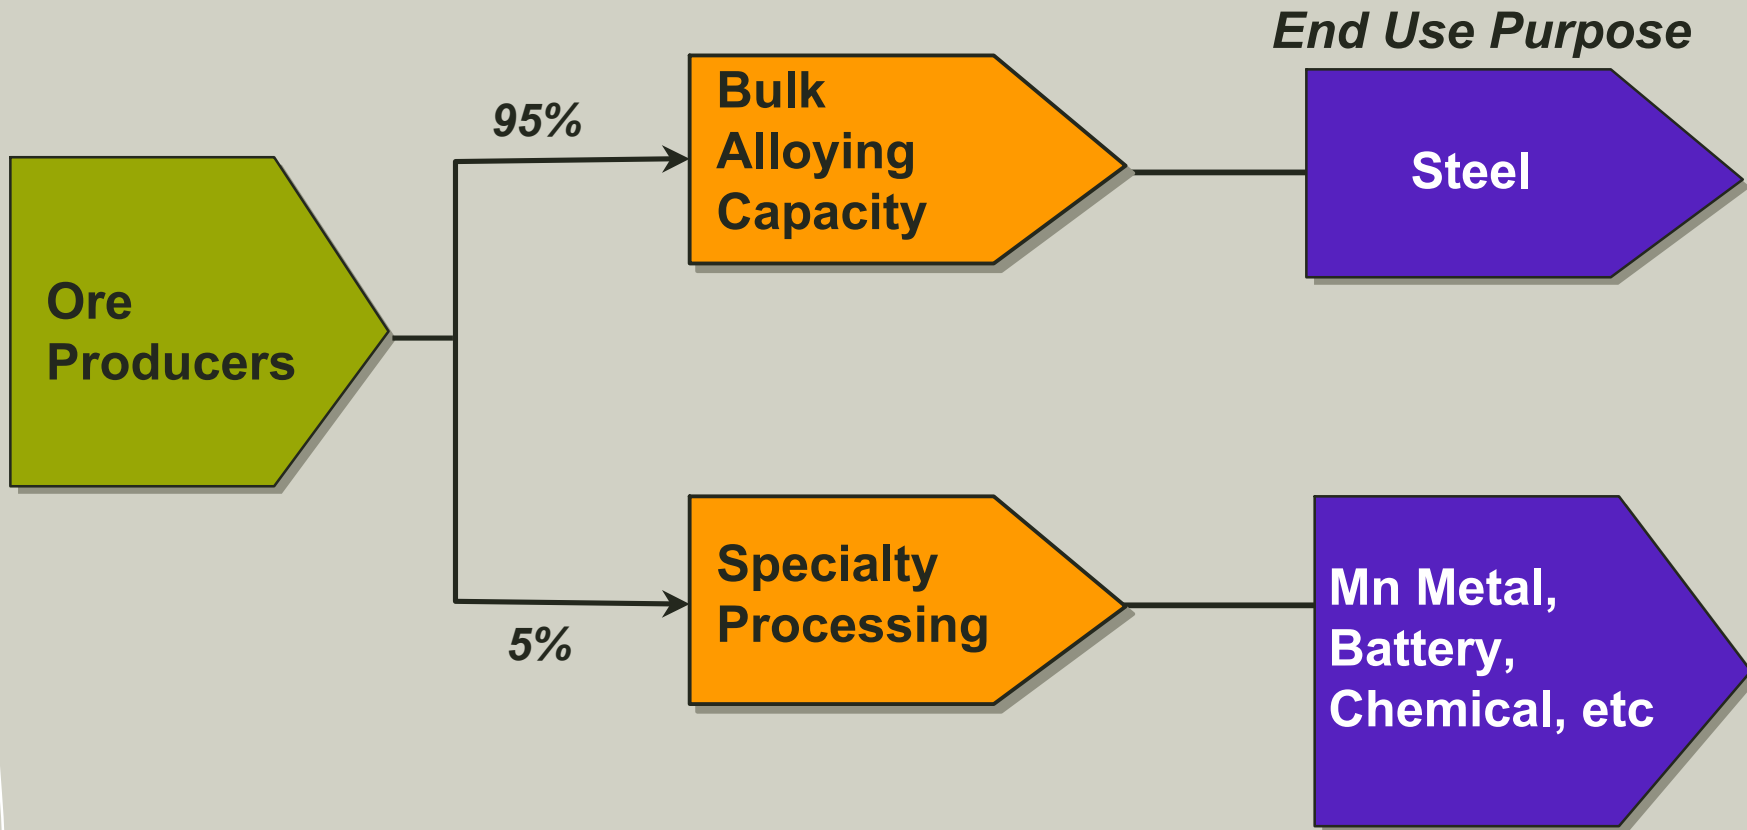 End Use Purpose
95%
Bulk
Alloying
Capacity
Steel
Ore
Producers
5%
Specialty
Processing
Mn Metal,
Battery,
Chemical, etc